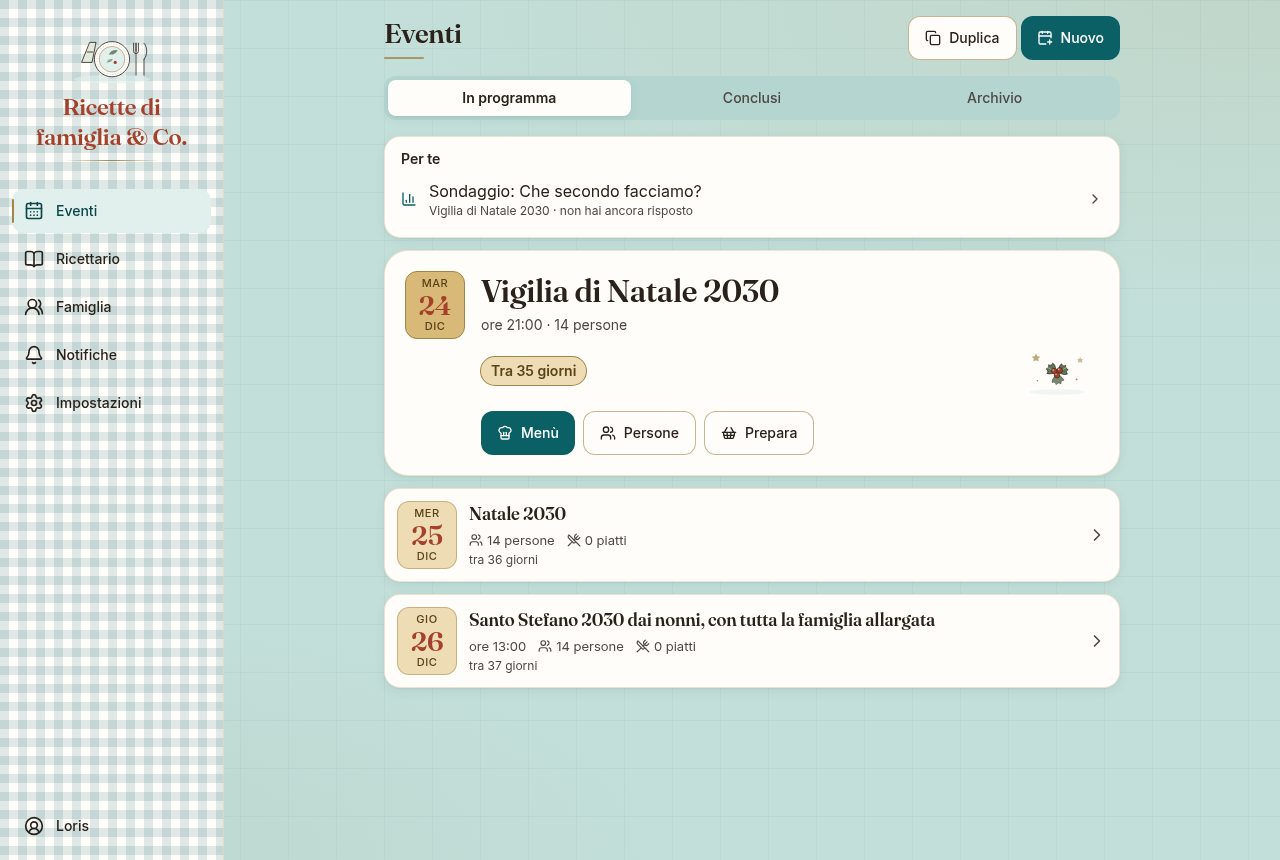 Ricette di
famiglia & Co.
Eventi
Ricettario
Famiglia
Notifiche
Impostazioni
Loris
Eventi
Duplica
Nuovo
In programma
Conclusi
Archivio
Per te
Sondaggio: Che secondo facciamo?
Vigilia di Natale 2030 · non hai ancora risposto
MAR
24
DIC
Vigilia di Natale 2030
ore 21:00 · 14 persone
Tra 35 giorni
Menù
Persone
Prepara
MER
25
DIC
Natale 2030
14 persone
0 piatti
tra 36 giorni
GIO
26
DIC
Santo Stefano 2030 dai nonni, con tutta la famiglia allargata
ore 13:00
14 persone
0 piatti
tra 37 giorni